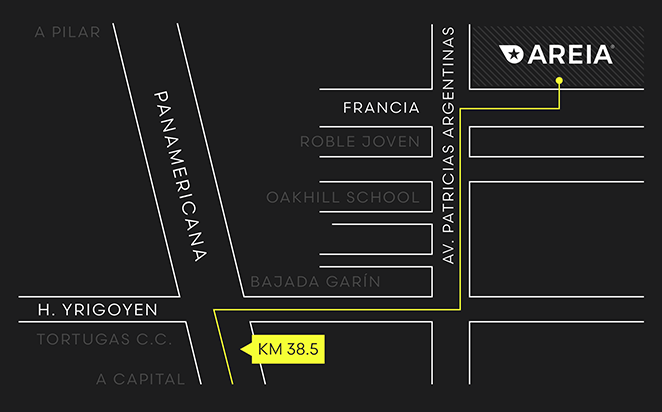 A PILAR
AREIA®
PANAMERICANA
FRANCIA
AV. PATRICIAS ARGENTINAS
ROBLE JOVEN
OAKHILL SCHOOL
BAJADA GARÍN
H. YRIGOYEN
TORTUGAS C.C.
KM 38.5
A CAPITAL